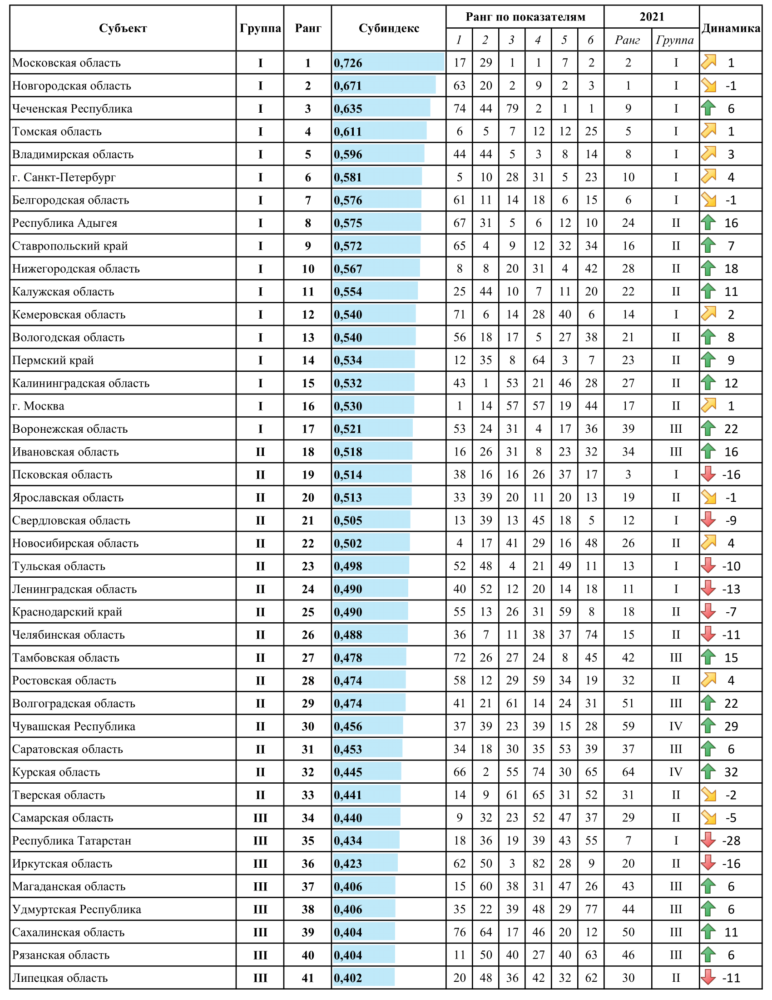 Субъект Группа Ранг Субиндекс Ранг по показателям 2021 Динамика
1 2 3 4 5 6 Ранг Группа
Московская область I 1 0,726 17 29 1 1 7 2 2 I 1
Новгородская область I 2 0,671 63 20 2 9 2 3 1 I -1
Чеченская Республика I 3 0,635 74 44 79 2 1 1 9 I 6
Томская область I 4 0,611 6 5 7 12 12 25 5 I 1
Владимирская область I 5 0,596 44 44 5 3 8 14 8 I 3
г. Санкт-Петербург I 6 0,581 5 10 28 31 5 23 10 I 4
Белгородская область I 7 0,576 61 11 14 18 6 15 6 I -1
Республика Адыгея I 8 0,575 67 31 5 6 12 10 24 II 16
Ставропольский край I 9 0,572 65 4 9 12 32 34 16 II 7
Нижегородская область I 10 0,567 8 8 20 31 4 42 28 II 18
Калужская область I 11 0,554 25 44 10 7 11 20 22 II 11
Кемеровская область I 12 0,540 71 6 14 28 40 6 14 I 2
Вологодская область I 13 0,540 56 18 17 5 27 38 21 II 8
Пермский край I 14 0,534 12 35 8 64 3 7 23 II 9
Калининградская область I 15 0,532 43 1 53 21 46 28 27 II 12
г. Москва I 16 0,530 1 14 57 57 19 44 17 II 1
Воронежская область I 17 0,521 53 24 31 4 17 36 39 III 22
Ивановская область II 18 0,518 16 26 31 8 23 32 34 III 16
Псковская область II 19 0,514 38 16 16 26 37 17 3 I -16
Ярославская область II 20 0,513 33 39 20 11 20 13 19 II -1
Свердловская область II 21 0,505 13 39 13 45 18 5 12 I -9
Новосибирская область II 22 0,502 4 17 41 29 16 48 26 II 4
Тульская область II 23 0,498 52 48 4 21 49 11 13 I -10
Ленинградская область II 24 0,490 40 52 12 20 14 18 11 I -13
Краснодарский край II 25 0,490 55 13 26 31 59 8 18 II -7
Челябинская область II 26 0,488 36 7 11 38 37 74 15 II -11
Тамбовская область II 27 0,478 72 26 27 24 8 45 42 III 15
Ростовская область II 28 0,474 58 12 29 59 34 19 32 II 4
Волгоградская область II 29 0,474 41 21 61 14 24 31 51 III 22
Чувашская Республика II 30 0,456 37 39 23 39 15 28 59 IV 29
Саратовская область II 31 0,453 34 18 30 35 53 39 37 III 6
Курская область II 32 0,445 66 2 55 74 30 65 64 IV 32
Тверская область II 33 0,441 14 9 61 65 31 52 31 II -2
Самарская область III 34 0,440 9 32 23 52 47 37 29 II -5
Республика Татарстан III 35 0,434 18 36 19 39 43 55 7 I -28
Иркутская область III 36 0,423 62 50 3 82 28 9 20 II -16
Магаданская область III 37 0,406 15 60 38 31 47 26 43 III 6
Удмуртская Республика III 38 0,406 35 22 39 48 29 77 44 III 6
Сахалинская область III 39 0,404 76 64 17 46 20 12 50 III 11
Рязанская область III 40 0,404 11 50 40 27 40 63 46 III 6
Липецкая область III 41 0,402 20 48 36 42 32 62 30 II -11